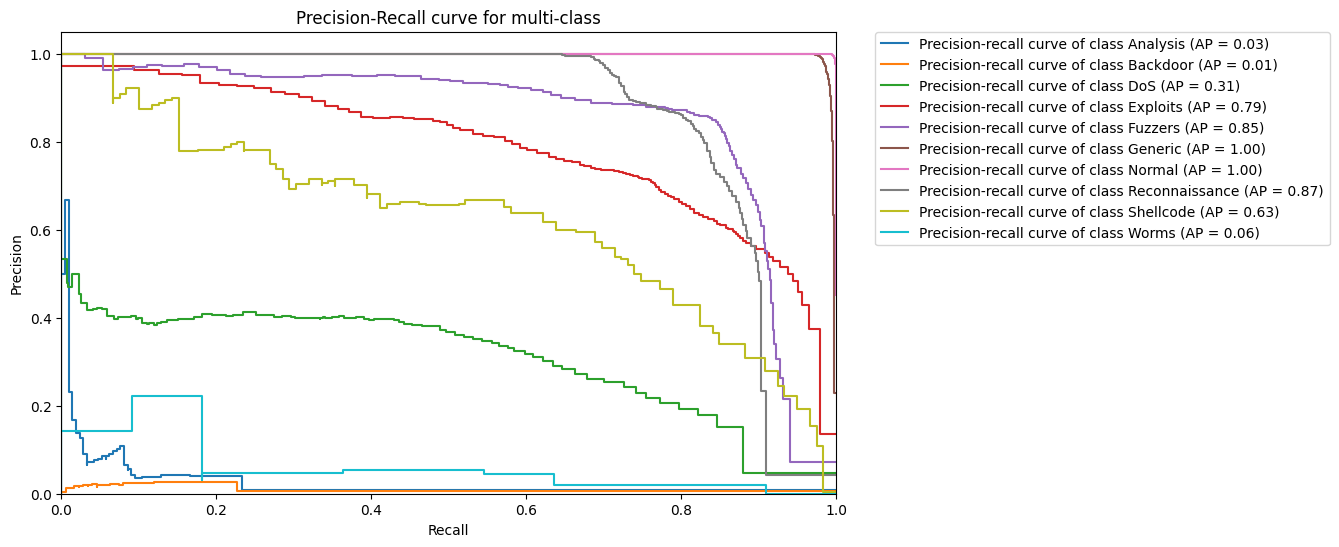 Precision-Recall curve for multi-class
1.0
0.8
0.6
0.4
0.2
0.0
Precision
0.0 0.2 0.4 0.6 0.8 1.0
Recall
Precision-recall curve of class Analysis (AP = 0.03)
Precision-recall curve of class Backdoor (AP = 0.01)
Precision-recall curve of class DoS (AP = 0.31)
Precision-recall curve of class Exploits (AP = 0.79)
Precision-recall curve of class Fuzzers (AP = 0.85)
Precision-recall curve of class Generic (AP = 1.00)
Precision-recall curve of class Normal (AP = 1.00)
Precision-recall curve of class Reconnaissance (AP = 0.87)
Precision-recall curve of class Shellcode (AP = 0.63)
Precision-recall curve of class Worms (AP = 0.06)